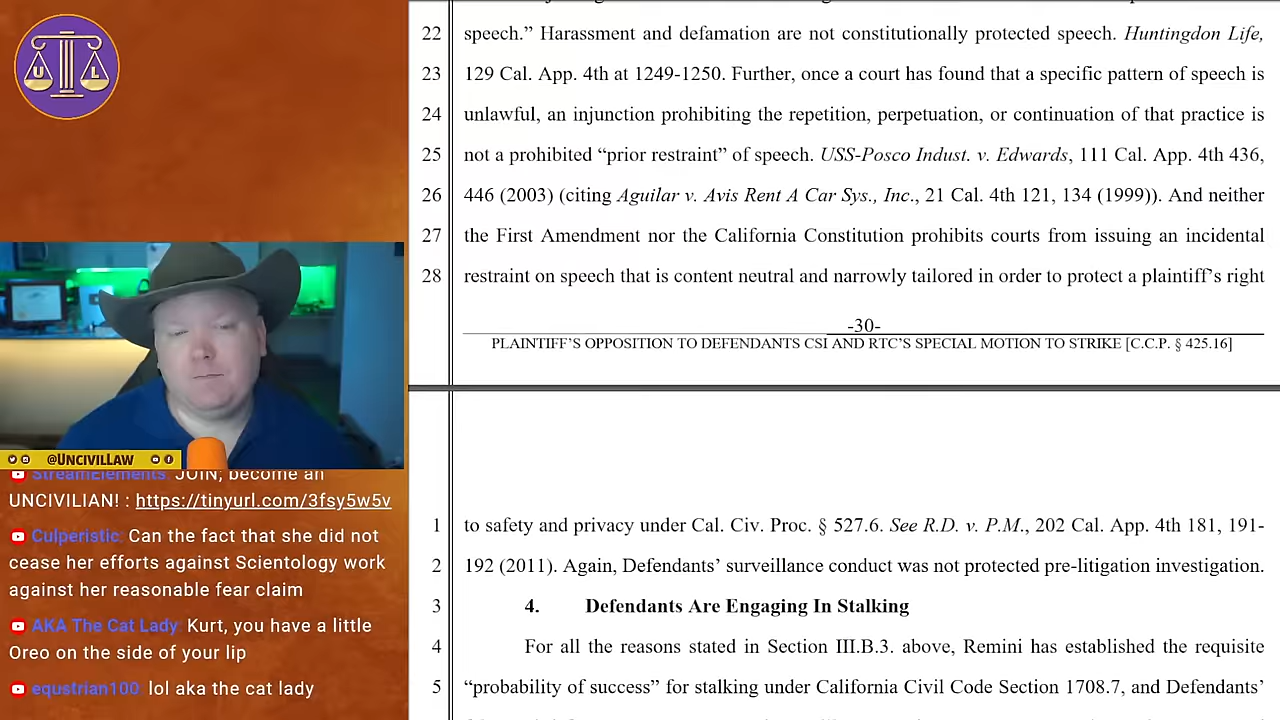 U L
@UNCIVILLAW
StreamElements: JOIN; become an
UNCIVILIAN! : https://tinyurl.com/3fsy5w5v
Culperistic: Can the fact that she did not
cease her efforts against Scientology work
against her reasonable fear claim
AKA The Cat Lady: Kurt, you have a little
Oreo on the side of your lip
equstrian100: lol aka the cat lady
22 speech.” Harassment and defamation are not constitutionally protected speech. Huntingdon Life,
23 129 Cal. App. 4th at 1249-1250. Further, once a court has found that a specific pattern of speech is
24 unlawful, an injunction prohibiting the repetition, perpetuation, or continuation of that practice is
25 not a prohibited “prior restraint” of speech. USS-Posco Indust. v. Edwards, 111 Cal. App. 4th 436,
26 446 (2003) (citing Aguilar v. Avis Rent A Car Sys., Inc., 21 Cal. 4th 121, 134 (1999)). And neither
27 the First Amendment nor the California Constitution prohibits courts from issuing an incidental
28 restraint on speech that is content neutral and narrowly tailored in order to protect a plaintiff’s right
-30-
PLAINTIFF’S OPPOSITION TO DEFENDANTS CSI AND RTC’S SPECIAL MOTION TO STRIKE [C.C.P. § 425.16]
1 to safety and privacy under Cal. Civ. Proc. § 527.6. See R.D. v. P.M., 202 Cal. App. 4th 181, 191-
2 192 (2011). Again, Defendants’ surveillance conduct was not protected pre-litigation investigation.
3 4. Defendants Are Engaging In Stalking
4 For all the reasons stated in Section III.B.3. above, Remini has established the requisite
5 “probability of success” for stalking under California Civil Code Section 1708.7, and Defendants’